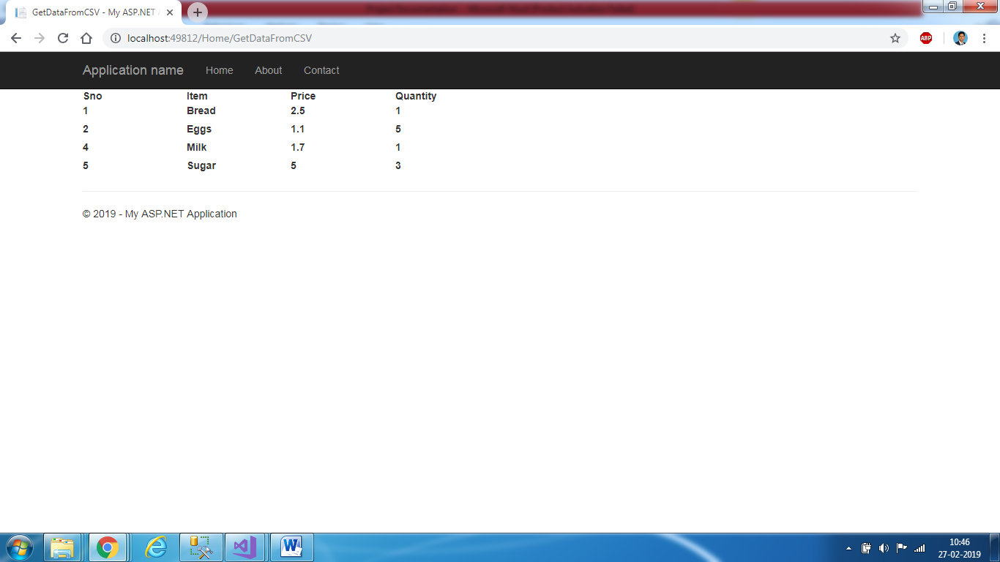 GetDataFromCSV - My ASP.NET
localhost:49812/Home/GetDataFromCSV
ABP
Application name Home About Contact
Sno Item Price Quantity
1 Bread 2.5 1
2 Eggs 1.1 5
4 Milk 1.7 1
5 Sugar 5 3
© 2019 - My ASP.NET Application
10:46
27-02-2019